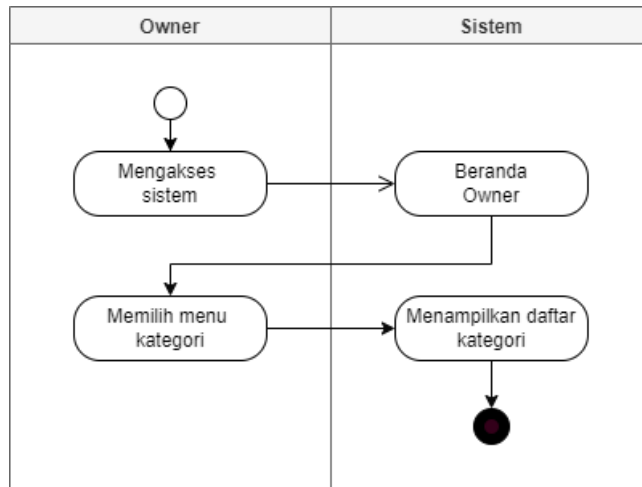 Owner
Sistem
Mengakses
sistem
Beranda
Owner
Memilih menu
kategori
Menampilkan daftar
kategori